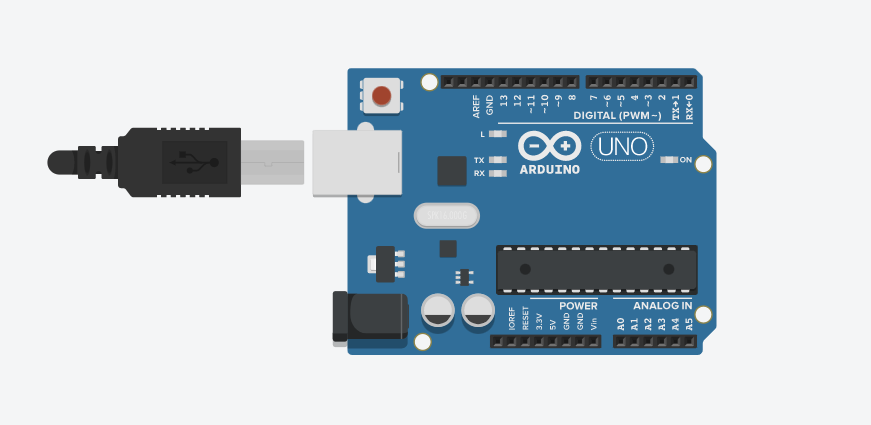 AREF
GND
13
12
~11
~10
~9
8
7
~6
~5
4
~3
2
TX→1
RX←0
DIGITAL (PWM~)
L
TX
RX
ARDUINO
UNO
ON
POWER
ANALOG IN
IOREF
RESET
3.3V
5V
GND
GND
Vin
A0
A1
A2
A3
A4
A5